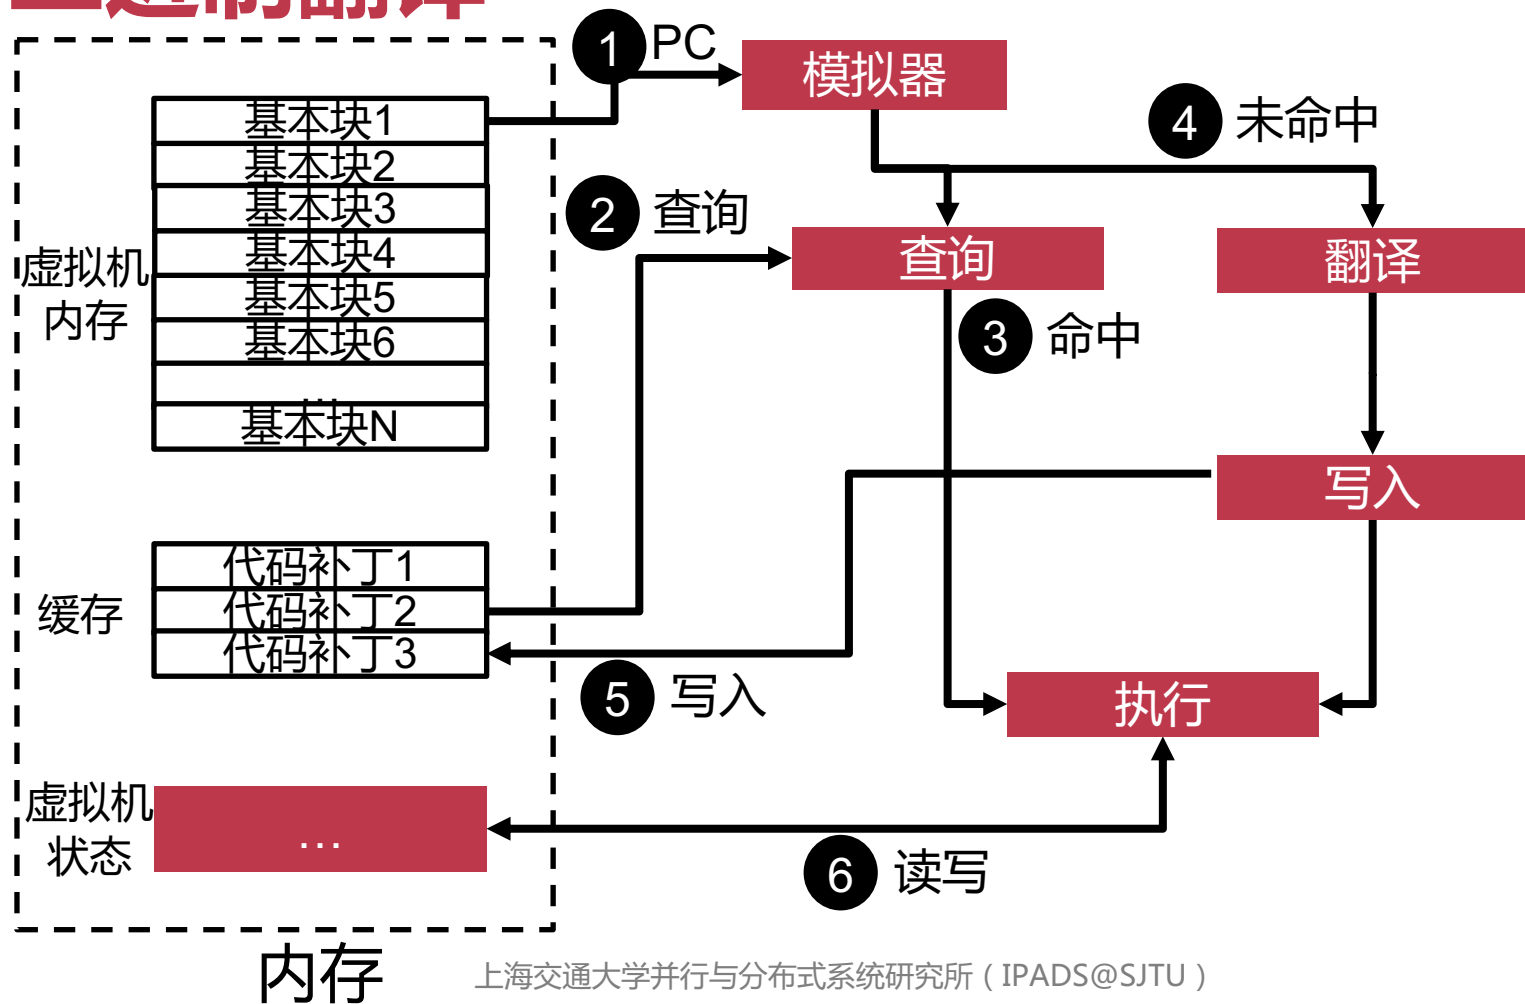 二进制翻译
1 PC
模拟器
4 未命中
基本块1
基本块2
基本块3
基本块4
基本块5
基本块6
...
基本块N
虚拟机
内存
2 查询
查询
翻译
3 命中
写入
缓存
代码补丁1
代码补丁2
代码补丁3
5 写入
执行
虚拟机
状态
...
6 读写
内存
上海交通大学并行与分布式系统研究所（IPADS@SJTU）